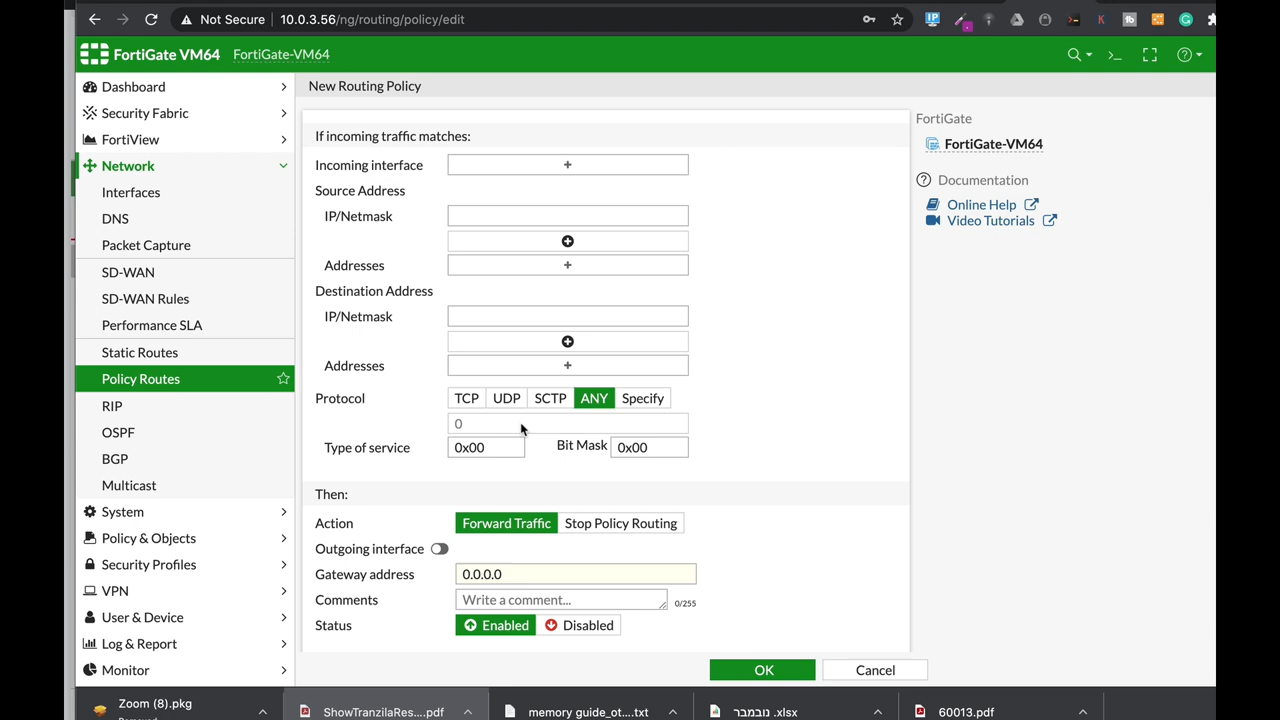 Not Secure | 10.0.3.56/ng/routing/policy/edit
FortiGate VM64 FortiGate-VM64
Dashboard
Security Fabric
FortiView
Network
Interfaces
DNS
Packet Capture
SD-WAN
SD-WAN Rules
Performance SLA
Static Routes
Policy Routes
RIP
OSPF
BGP
Multicast
System
Policy & Objects
Security Profiles
VPN
User & Device
Log & Report
Monitor
New Routing Policy
If incoming traffic matches:
Incoming interface
Source Address
IP/Netmask
Addresses
Destination Address
IP/Netmask
Addresses
Protocol TCP UDP SCTP ANY Specify
0
Type of service 0x00 Bit Mask 0x00
Then:
Action Forward Traffic Stop Policy Routing
Outgoing interface
Gateway address 0.0.0.0
Comments Write a comment... 0/255
Status Enabled Disabled
OK Cancel
FortiGate
FortiGate-VM64
Documentation
Online Help
Video Tutorials
Zoom (8).pkg
ShowTranzilaRes....pdf
memory guide_ot....txt
נובמבר .xlsx
60013.pdf